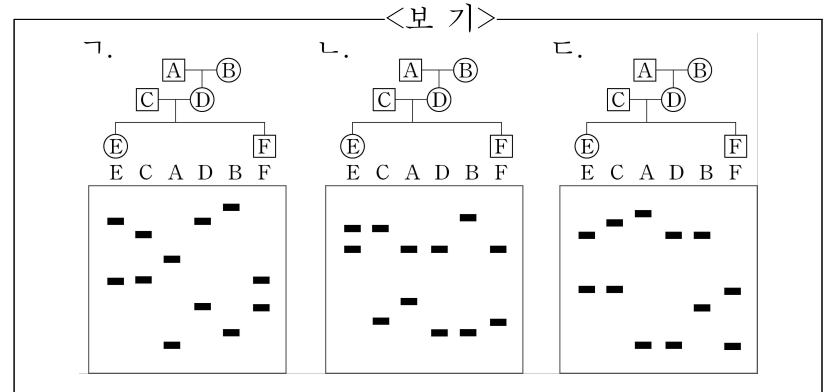 <보 기>
ㄱ. ㄴ. ㄷ.
A B A B A B
C D C D C D
E F E F E F
E C A D B F E C A D B F E C A D B F